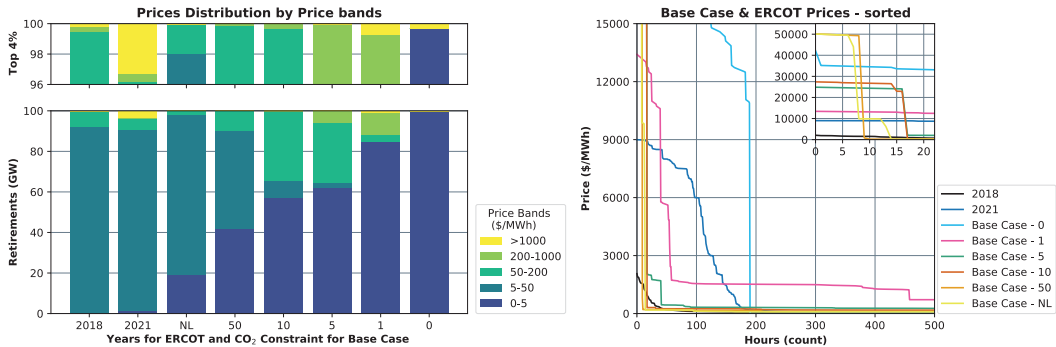 Prices Distribution by Price bands
Top 4%
100
98
96
Retirements (GW)
100
80
60
40
20
0
2018 2021 NL 50 10 5 1 0
Years for ERCOT and CO₂ Constraint for Base Case
Price Bands
($/MWh)
>1000
200-1000
50-200
5-50
0-5
Base Case & ERCOT Prices - sorted
Price ($/MWh)
15000
12000
9000
6000
3000
0
0 100 200 300 400 500
Hours (count)
50000
40000
30000
20000
10000
0
0 5 10 15 20
2018
2021
Base Case - 0
Base Case - 1
Base Case - 5
Base Case - 10
Base Case - 50
Base Case - NL